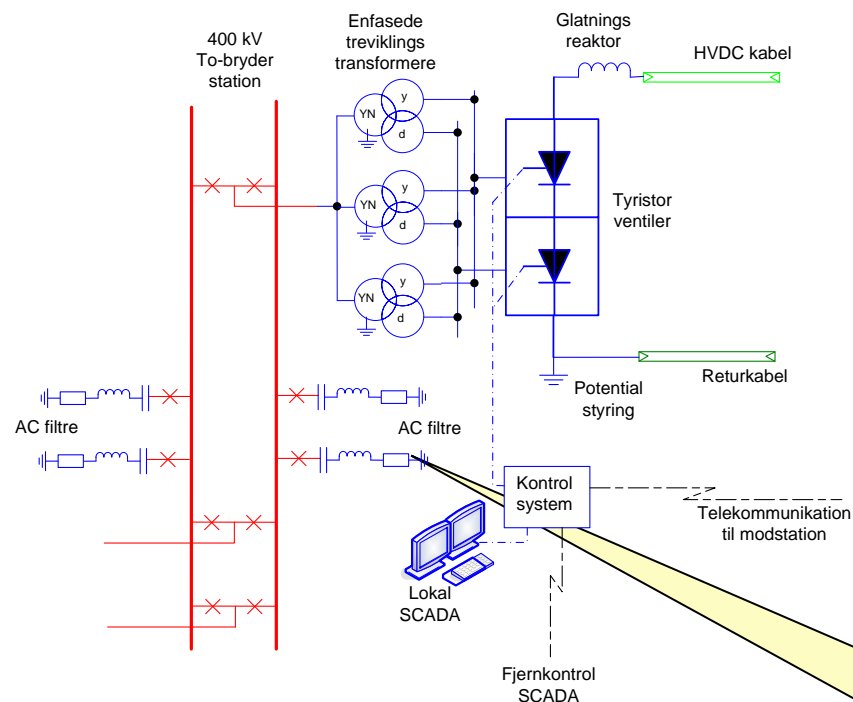 400 kV
To-bryder
station
Enfasede
treviklings
transformere
Glatnings
reaktor
HVDC kabel
YN
y
d
YN
y
d
YN
y
d
Tyristor
ventiler
Returkabel
Potential
styring
AC filtre
AC filtre
Kontrol
system
Telekommunikation
til modstation
Lokal
SCADA
Fjernkontrol
SCADA